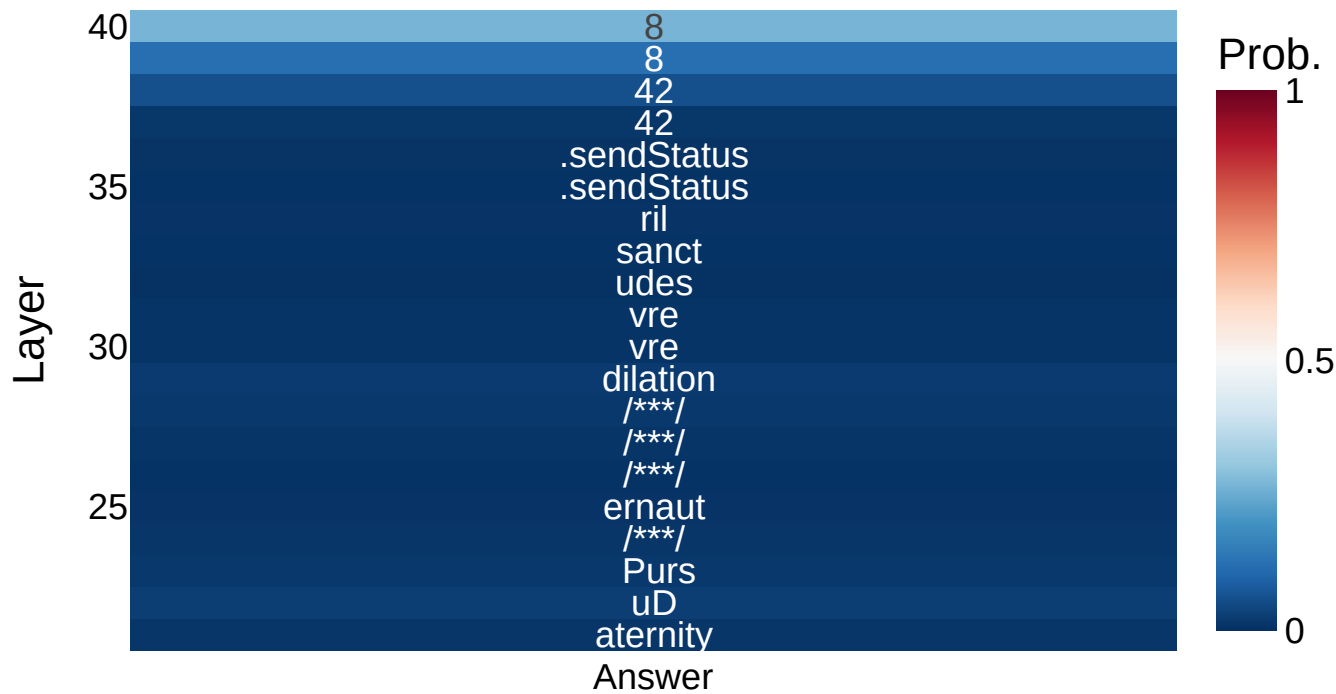 40
8
Prob.
8
1
42
42
.sendStatus
35
.sendStatus
ril
sanct
udes
Layer
vre
30
vre
0.5
dilation
/***/
/***/
/***/
25
ernaut
/***/
Purs
uD
0
aternity
Answer